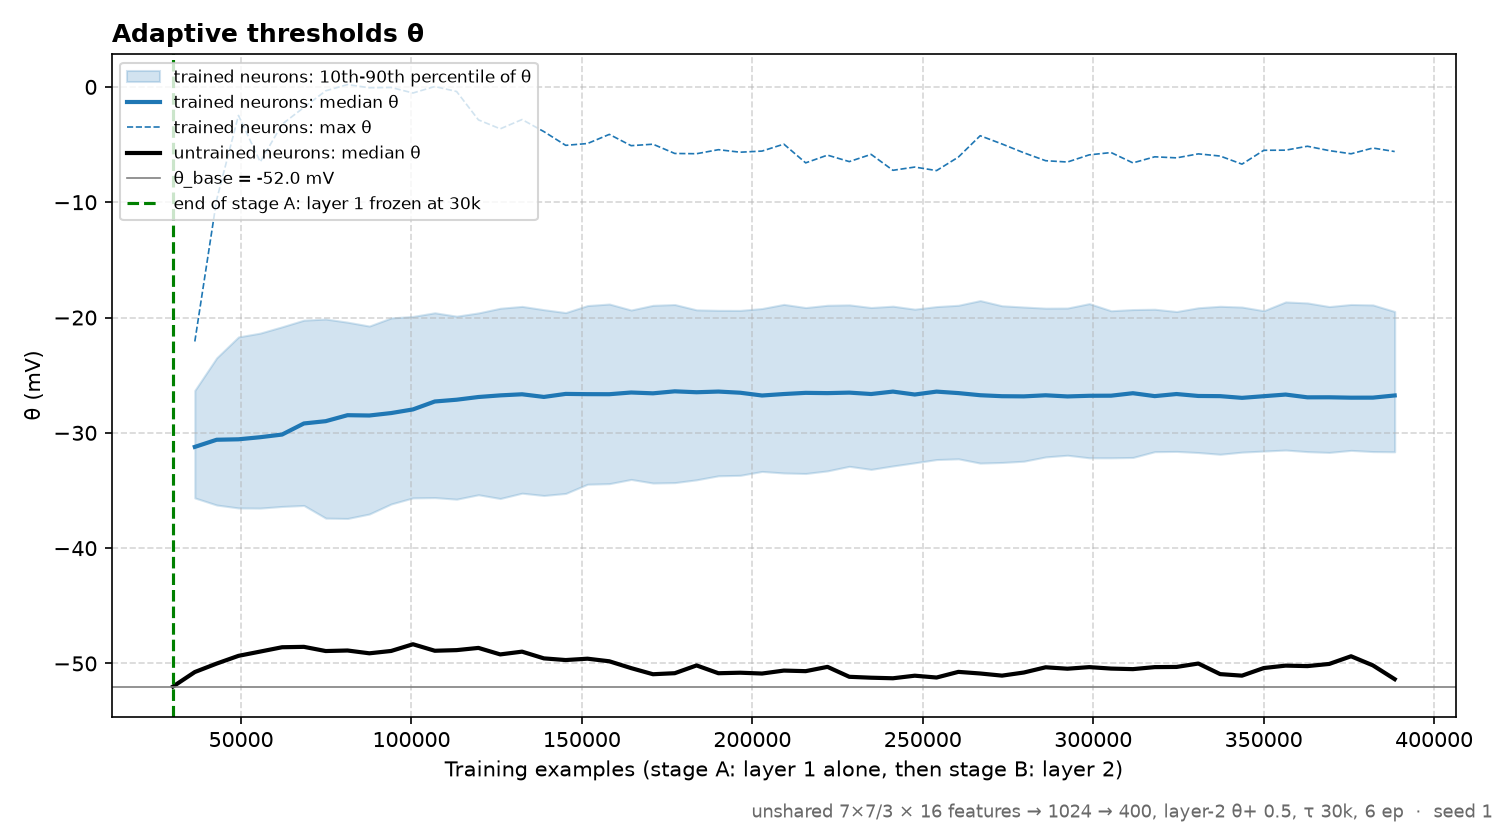 Adaptive thresholds θ
trained neurons: 10th-90th percentile of θ
trained neurons: median θ
trained neurons: max θ
untrained neurons: median θ
θ_base = -52.0 mV
end of stage A: layer 1 frozen at 30k
θ (mV)
0
−10
−20
−30
−40
−50
50000 100000 150000 200000 250000 300000 350000 400000
Training examples (stage A: layer 1 alone, then stage B: layer 2)
unshared 7×7/3 × 16 features → 1024 → 400, layer-2 θ+ 0.5, τ 30k, 6 ep · seed 1